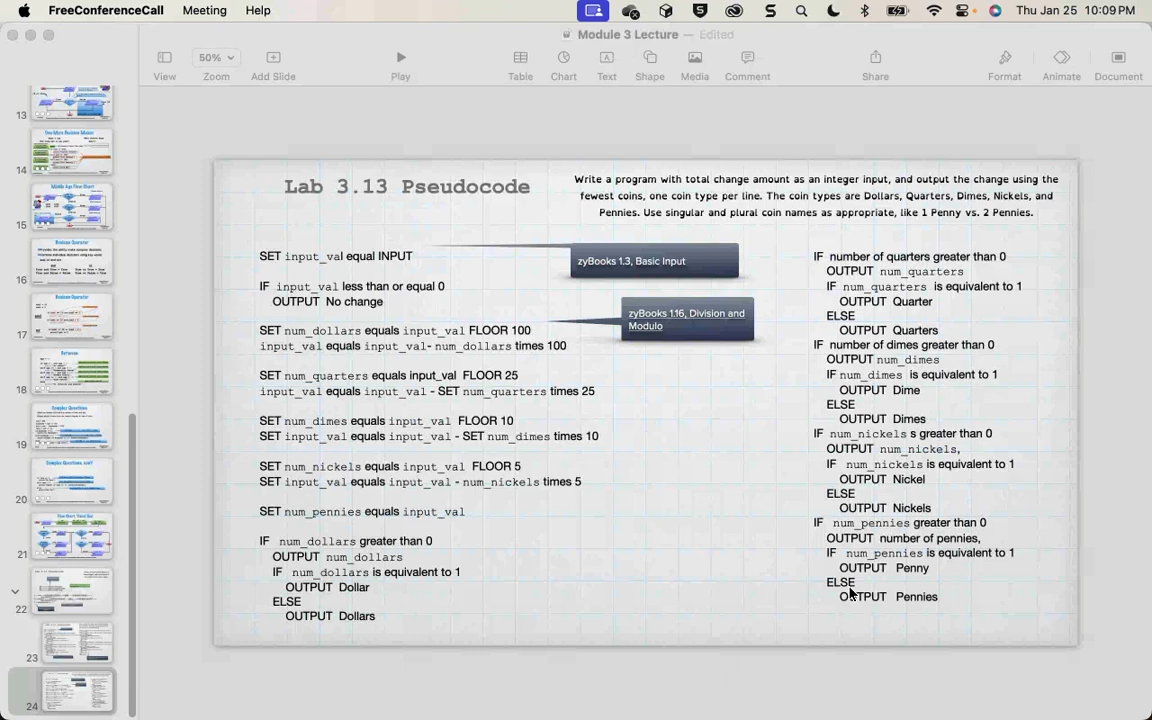 FreeConferenceCall Meeting Help Thu Jan 25 10:09 PM
Module 3 Lecture — Edited
50%
View Zoom Add Slide Play Table Chart Text Shape Media Comment Share Format Animate Document
13
14
15
16
17
18
19
20
21
22
23
24
Lab 3.13 Pseudocode
Write a program with total change amount as an integer input, and output the change using the
fewest coins, one coin type per line. The coin types are Dollars, Quarters, Dimes, Nickels, and
Pennies. Use singular and plural coin names as appropriate, like 1 Penny vs. 2 Pennies.
SET input_val equal INPUT
IF input_val less than or equal 0
OUTPUT No change
SET num_dollars equals input_val FLOOR 100
input_val equals input_val- num_dollars times 100
SET num_quarters equals input_val FLOOR 25
input_val equals input_val - SET num_quarters times 25
SET num_dimes equals input_val FLOOR 10
SET input_val equals input_val - SET num_dimes times 10
SET num_nickels equals input_val FLOOR 5
SET input_val equals input_val - num_nickels times 5
SET num_pennies equals input_val
IF num_dollars greater than 0
OUTPUT num_dollars
IF num_dollars is equivalent to 1
OUTPUT Dollar
ELSE
OUTPUT Dollars
zyBooks 1.3, Basic Input
zyBooks 1.16, Division and
Modulo
IF number of quarters greater than 0
OUTPUT num_quarters
IF num_quarters is equivalent to 1
OUTPUT Quarter
ELSE
OUTPUT Quarters
IF number of dimes greater than 0
OUTPUT num_dimes
IF num_dimes is equivalent to 1
OUTPUT Dime
ELSE
OUTPUT Dimes
IF num_nickels s greater than 0
OUTPUT num_nickels,
IF num_nickels is equivalent to 1
OUTPUT Nickel
ELSE
OUTPUT Nickels
IF num_pennies greater than 0
OUTPUT number of pennies,
IF num_pennies is equivalent to 1
OUTPUT Penny
ELSE
OUTPUT Pennies